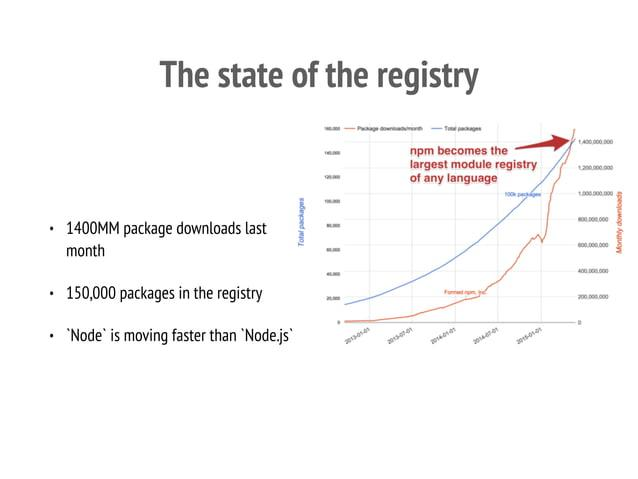 The state of the registry
• 1400MM package downloads last
month
• 150,000 packages in the registry
• `Node` is moving faster than `Node.js`
Package downloads/month
Total packages
npm becomes the
largest module registry
of any language
100k packages
Formed npm, Inc.
Total packages
160,000
140,000
120,000
100,000
80,000
60,000
40,000
20,000
0
1,400,000,000
1,200,000,000
1,000,000,000
800,000,000
600,000,000
400,000,000
200,000,000
0
Monthly downloads
2013-01-01
2013-07-01
2014-01-01
2014-07-01
2015-01-01